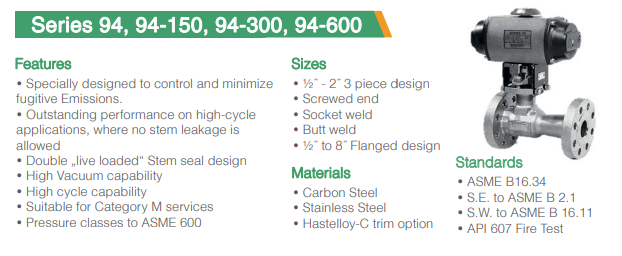 Series 94, 94-150, 94-300, 94-600
Features
• Specially designed to control and minimize
fugitive Emissions.
• Outstanding performance on high-cycle
applications, where no stem leakage is
allowed
• Double „live loaded" Stem seal design
• High Vacuum capability
• High cycle capability
• Suitable for Category M services
• Pressure classes to ASME 600
Sizes
• ½˝ - 2˝ 3 piece design
• Screwed end
• Socket weld
• Butt weld
• ½˝ to 8˝ Flanged design
Materials
• Carbon Steel
• Stainless Steel
• Hastelloy-C trim option
Standards
• ASME B16.34
• S.E. to ASME B 2.1
• S.W. to ASME B 16.11
• API 607 Fire Test